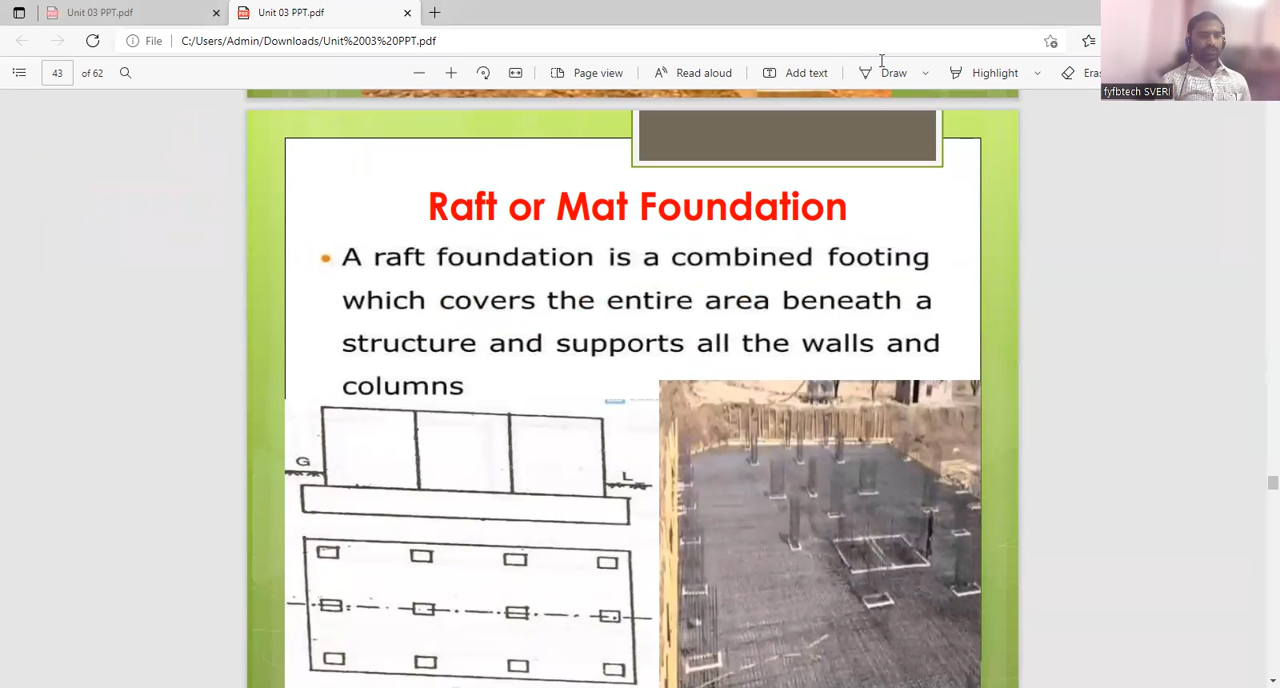 Unit 03 PPT.pdf
Unit 03 PPT.pdf
File C:/Users/Admin/Downloads/Unit%2003%20PPT.pdf
43 of 62
Page view
Read aloud
Add text
Draw
Highlight
Eras
fyfbtech SVERI
Raft or Mat Foundation
• A raft foundation is a combined footing
which covers the entire area beneath a
structure and supports all the walls and
columns
G
L